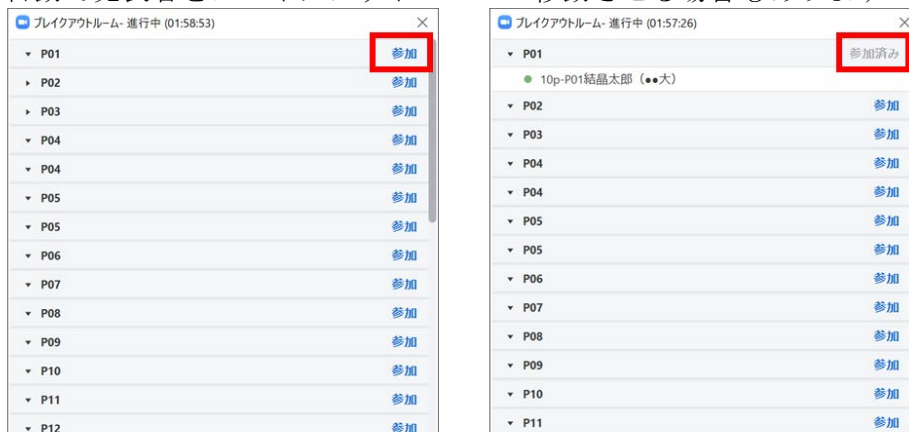 ブレイクアウトルーム- 進行中 (01:58:53)
P01 参加
P02 参加
P03 参加
P04 参加
P04 参加
P05 参加
P05 参加
P06 参加
P07 参加
P08 参加
P09 参加
P10 参加
P11 参加
P12 参加
ブレイクアウトルーム- 進行中 (01:57:26)
P01 参加済み
10p-P01結晶太郎（●●大）
P02 参加
P03 参加
P04 参加
P04 参加
P05 参加
P05 参加
P06 参加
P07 参加
P08 参加
P09 参加
P10 参加
P11 参加